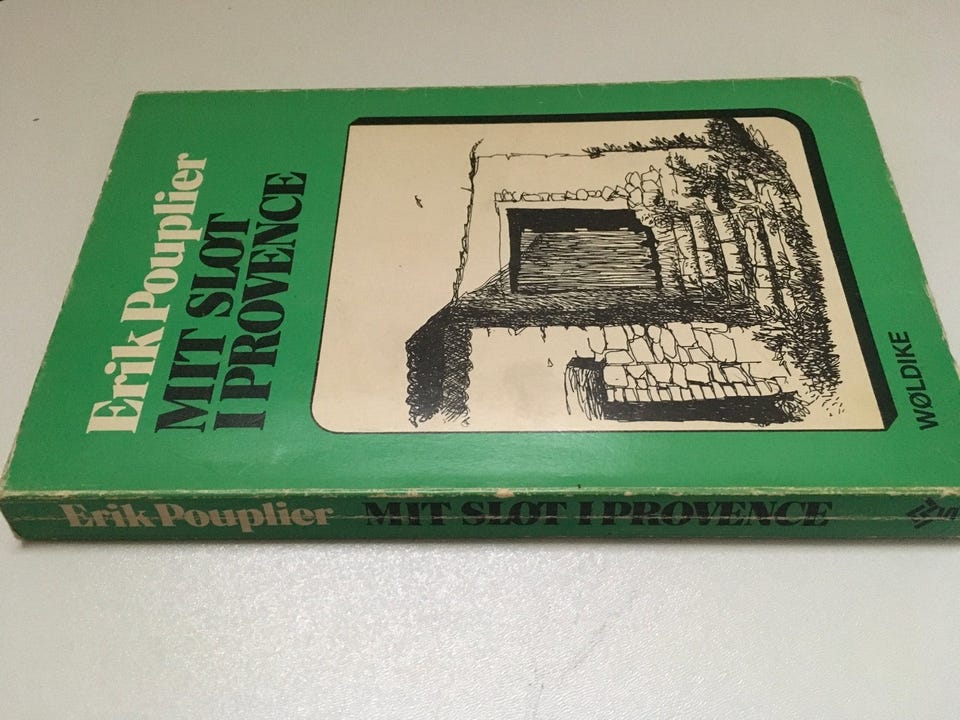 Erik Pouplier
MIT SLOT
I PROVENCE
WØLDIKE
Erik Pouplier MIT SLOT I PROVENCE